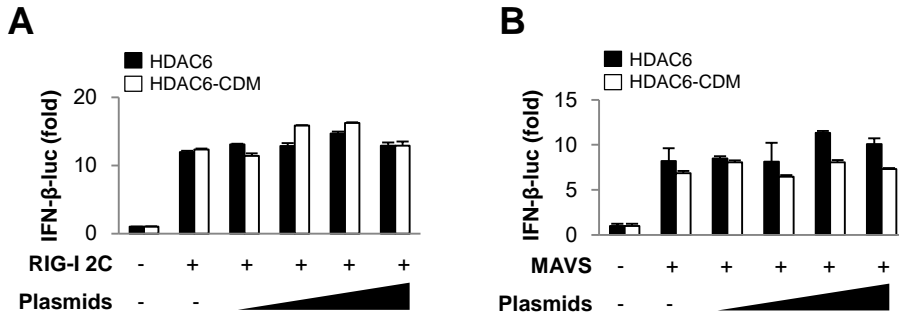 A
HDAC6
HDAC6-CDM
IFN-β-luc (fold)
20
10
0
RIG-I 2C - + + + + +
Plasmids - -
B
HDAC6
HDAC6-CDM
IFN-β-luc (fold)
15
10
5
0
MAVS - + + + + +
Plasmids - -